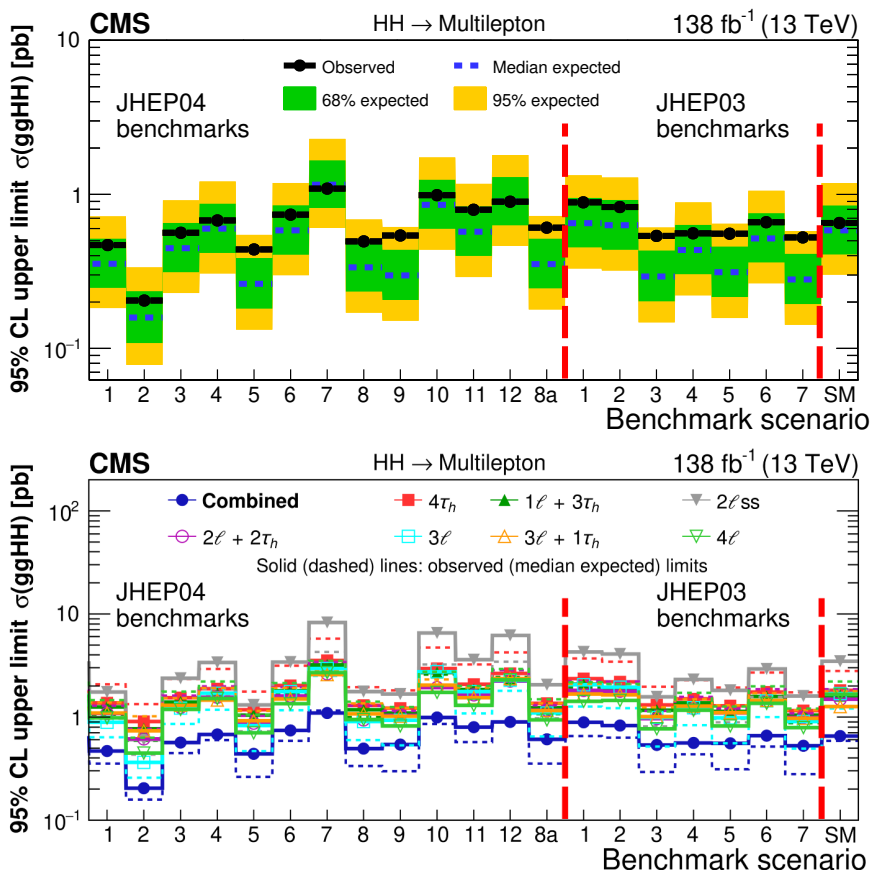 CMS HH → Multilepton 138 fb⁻¹ (13 TeV)
95% CL upper limit σ(ggHH) [pb]
10
1
10⁻¹
Observed Median expected
68% expected 95% expected
JHEP04 benchmarks
JHEP03 benchmarks
1 2 3 4 5 6 7 8 9 10 11 12 8a 1 2 3 4 5 6 7 SM
Benchmark scenario
CMS HH → Multilepton 138 fb⁻¹ (13 TeV)
95% CL upper limit σ(ggHH) [pb]
10²
10
1
10⁻¹
Combined 4τₕ 1ℓ + 3τₕ 2ℓ ss
2ℓ + 2τₕ 3ℓ 3ℓ + 1τₕ 4ℓ
Solid (dashed) lines: observed (median expected) limits
JHEP04 benchmarks
JHEP03 benchmarks
1 2 3 4 5 6 7 8 9 10 11 12 8a 1 2 3 4 5 6 7 SM
Benchmark scenario